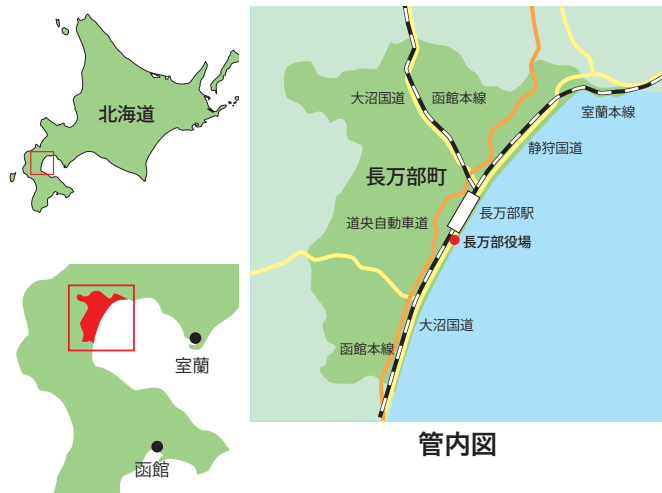 北海道
大沼国道
函館本線
室蘭本線
静狩国道
長万部町
長万部駅
道央自動車道
長万部役場
大沼国道
函館本線
室蘭
函館
管内図